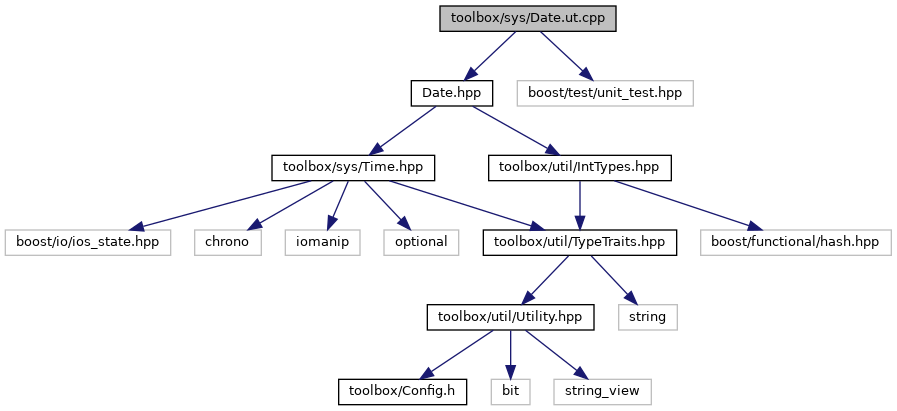 toolbox/sys/Date.ut.cpp
Date.hpp
boost/test/unit_test.hpp
toolbox/sys/Time.hpp
toolbox/util/IntTypes.hpp
boost/io/ios_state.hpp
chrono
iomanip
optional
toolbox/util/TypeTraits.hpp
boost/functional/hash.hpp
toolbox/util/Utility.hpp
string
toolbox/Config.h
bit
string_view